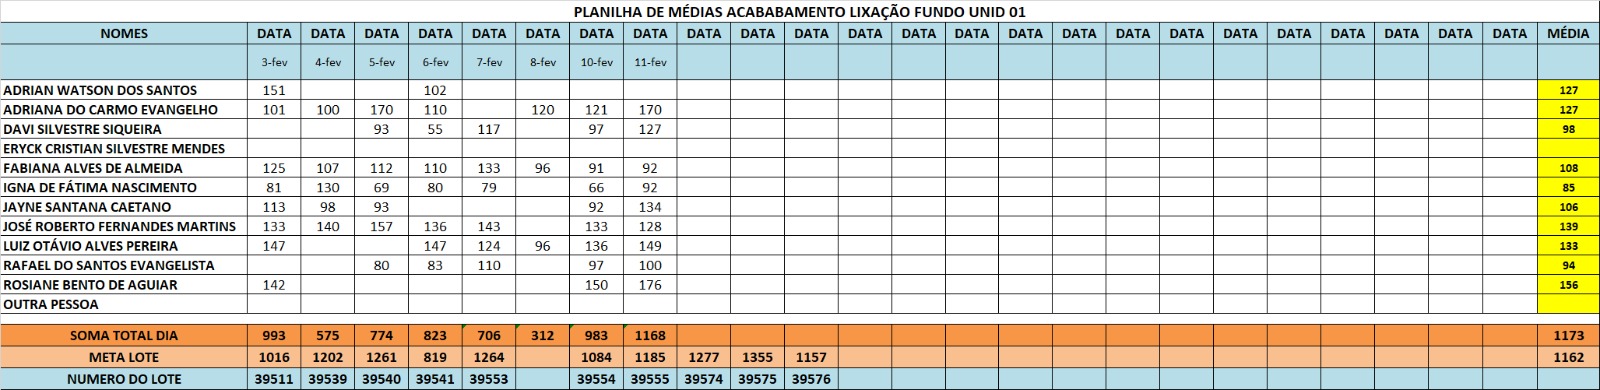 PLANILHA DE MÉDIAS ACABABAMENTO LIXAÇÃO FUNDO UNID 01
NOMES DATA DATA DATA DATA DATA DATA DATA DATA DATA DATA DATA DATA DATA DATA DATA DATA DATA DATA DATA DATA DATA DATA DATA DATA MÉDIA
3-fev 4-fev 5-fev 6-fev 7-fev 8-fev 10-fev 11-fev
ADRIAN WATSON DOS SANTOS 151 102 127
ADRIANA DO CARMO EVANGELHO 101 100 170 110 120 121 170 127
DAVI SILVESTRE SIQUEIRA 93 55 117 97 127 98
ERYCK CRISTIAN SILVESTRE MENDES
FABIANA ALVES DE ALMEIDA 125 107 112 110 133 96 91 92 108
IGNA DE FÁTIMA NASCIMENTO 81 130 69 80 79 66 92 85
JAYNE SANTANA CAETANO 113 98 93 92 134 106
JOSÉ ROBERTO FERNANDES MARTINS 133 140 157 136 143 133 128 139
LUIZ OTÁVIO ALVES PEREIRA 147 147 124 96 136 149 133
RAFAEL DO SANTOS EVANGELISTA 80 83 110 97 100 94
ROSIANE BENTO DE AGUIAR 142 150 176 156
OUTRA PESSOA
SOMA TOTAL DIA 993 575 774 823 706 312 983 1168 1173
META LOTE 1016 1202 1261 819 1264 1084 1185 1277 1355 1157 1162
NUMERO DO LOTE 39511 39539 39540 39541 39553 39554 39555 39574 39575 39576